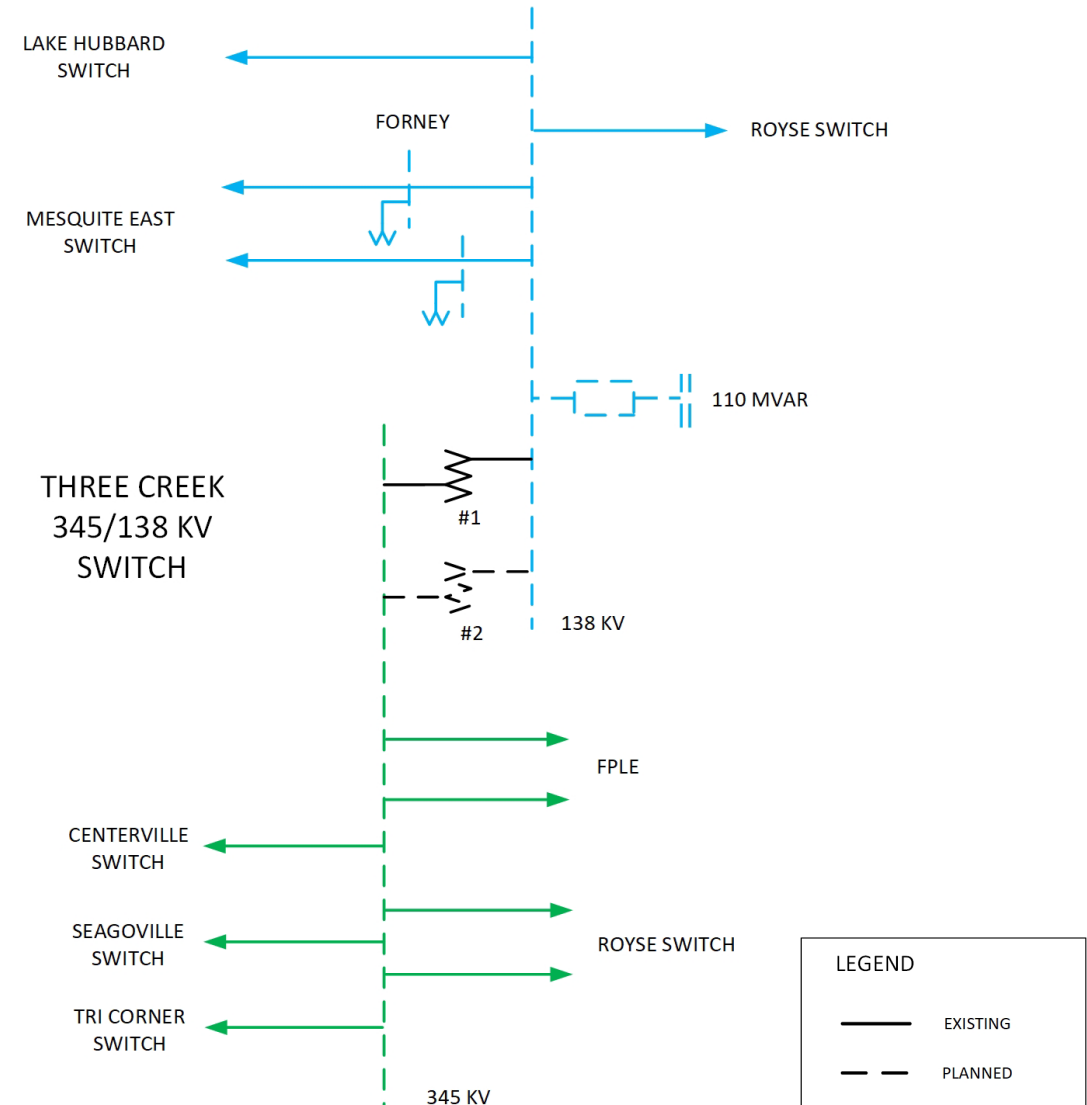 LAKE HUBBARD
SWITCH
FORNEY
ROYSE SWITCH
MESQUITE EAST
SWITCH
110 MVAR
THREE CREEK
345/138 KV
SWITCH
#1
#2
138 KV
FPLE
CENTERVILLE
SWITCH
SEAGOVILLE
SWITCH
ROYSE SWITCH
TRI CORNER
SWITCH
345 KV
LEGEND
EXISTING
PLANNED